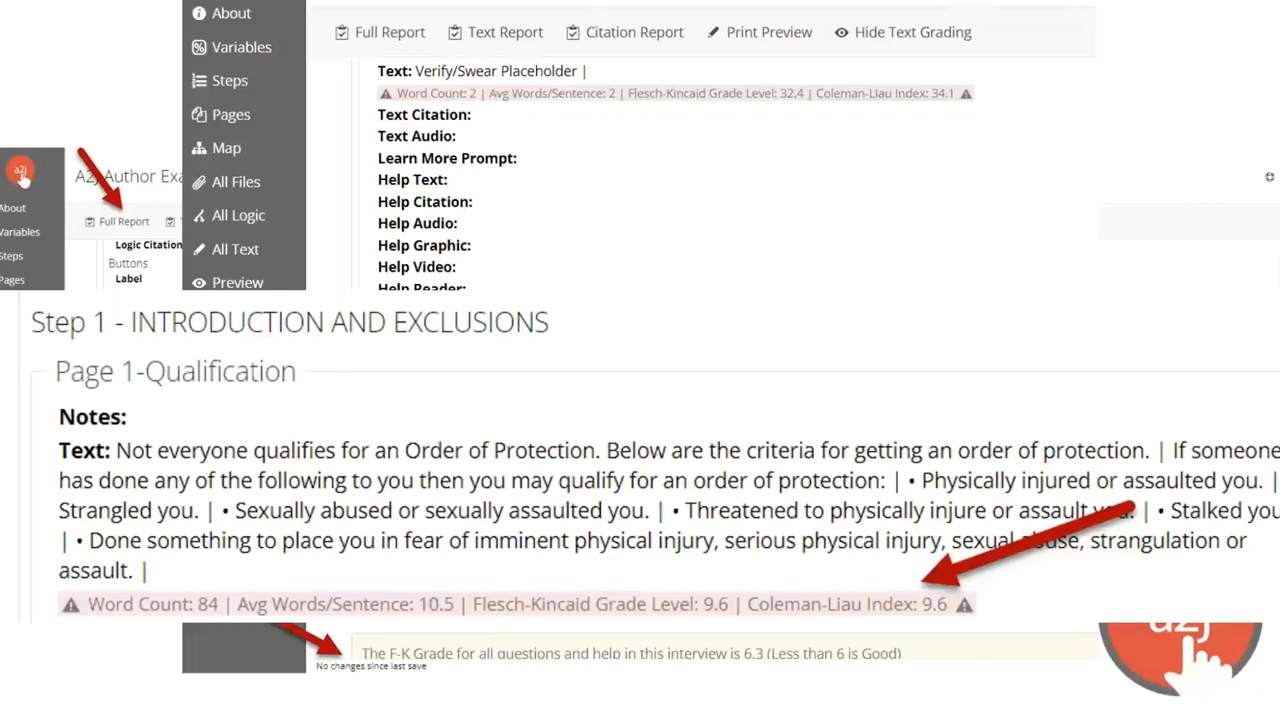 About
Variables
Steps
Pages
Map
All Files
All Logic
All Text
Preview
Full Report
Text Report
Citation Report
Print Preview
Hide Text Grading
Text: Verify/Swear Placeholder |
Word Count: 2 | Avg Words/Sentence: 2 | Flesch-Kincaid Grade Level: 32.4 | Coleman-Liau Index: 34.1
Text Citation:
Text Audio:
Learn More Prompt:
Help Text:
Help Citation:
Help Audio:
Help Graphic:
Help Video:
Help Reader:
a2j
About
Variables
Steps
Pages
A2J Author Exa
Full Report
Logic Citation
Buttons
Label
Step 1 - INTRODUCTION AND EXCLUSIONS
Page 1-Qualification
Notes:
Text: Not everyone qualifies for an Order of Protection. Below are the criteria for getting an order of protection. | If someone
has done any of the following to you then you may qualify for an order of protection: | • Physically injured or assaulted you. |
Strangled you. | • Sexually abused or sexually assaulted you. | • Threatened to physically injure or assault you. | • Stalked you
| • Done something to place you in fear of imminent physical injury, serious physical injury, sexual abuse, strangulation or
assault. |
Word Count: 84 | Avg Words/Sentence: 10.5 | Flesch-Kincaid Grade Level: 9.6 | Coleman-Liau Index: 9.6
The F-K Grade for all questions and help in this interview is 6.3 (Less than 6 is Good)
No changes since last save
a2j